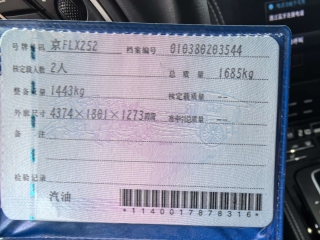 号牌号码 京FLX252 档案编号 010380203544
核定载人数 2人 总质量 1685kg
整备质量 1443kg 核定载质量 --
外廓尺寸 4374×1801×1273mm 准牵引总质量 --
备注
检验记录
汽油
*1140017878316*